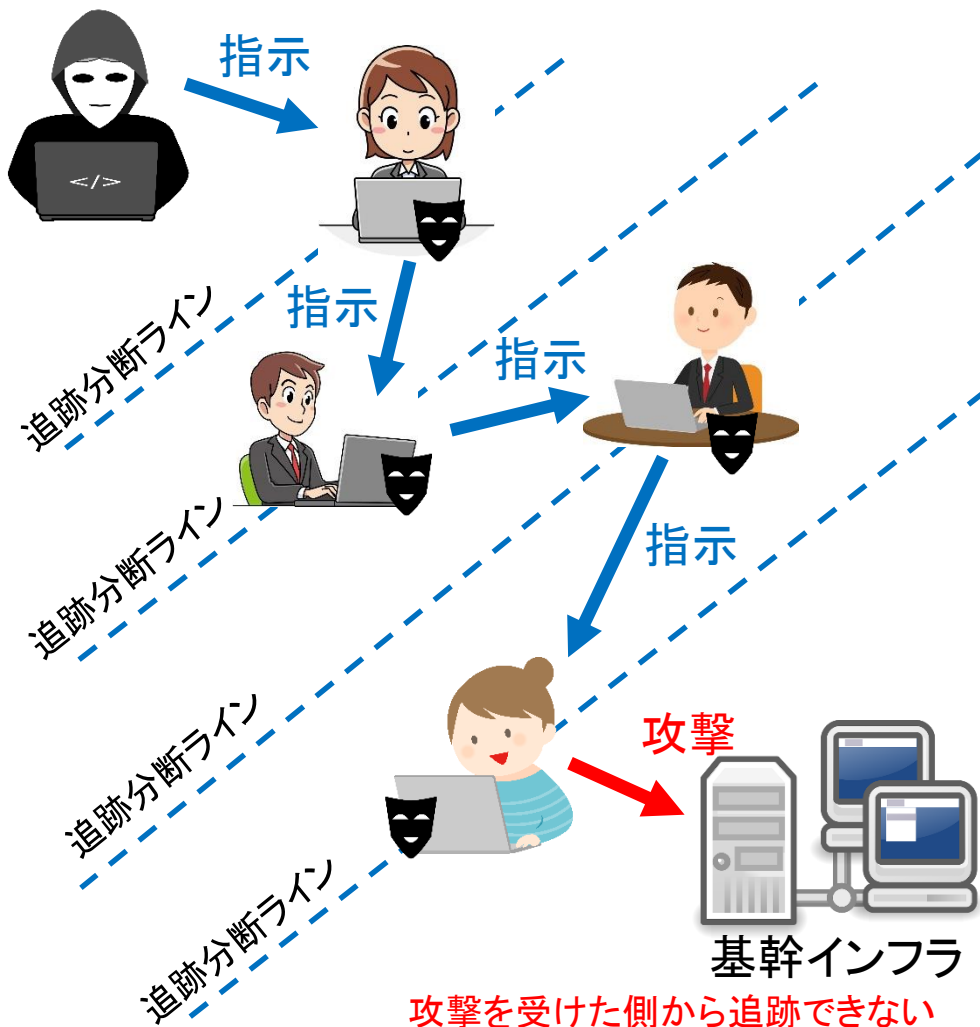 指示
</>
指示
追跡分断ライン
指示
追跡分断ライン
指示
追跡分断ライン
攻撃
追跡分断ライン
基幹インフラ
攻撃を受けた側から追跡できない